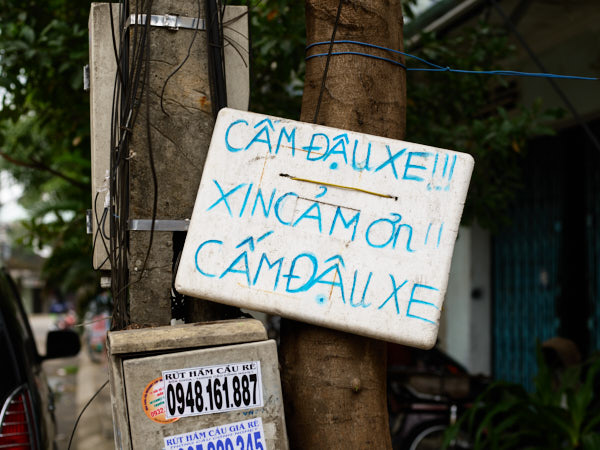 CẤM ĐẬU XE!!!
XIN CẢM ƠN!!
CẤM ĐẬU XE
RÚT HẦM CẦU RẺ
0948.161.887
RÚT HẦM CẦU GIÁ RẺ